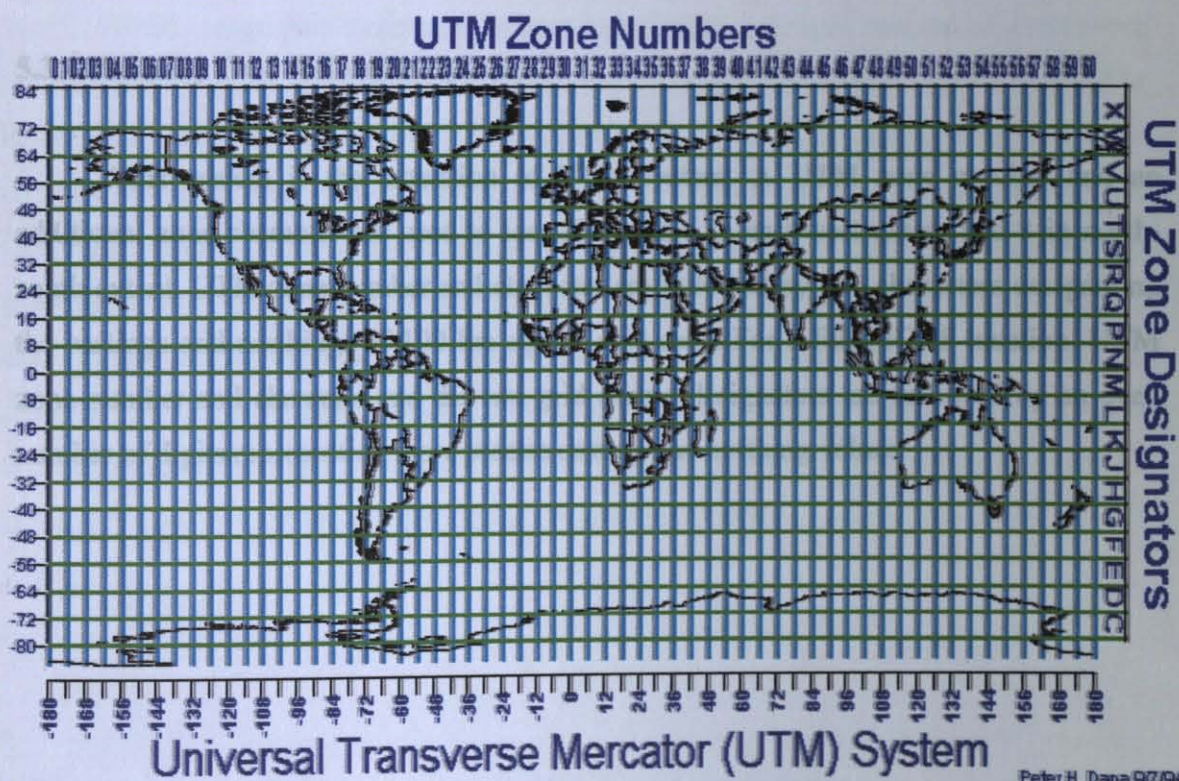 UTM Zone Numbers
01 02 03 04 05 06 07 08 09 10 11 12 13 14 15 16 17 18 19 20 21 22 23 24 25 26 27 28 29 30 31 32 33 34 35 36 37 38 39 40 41 42 43 44 45 46 47 48 49 50 51 52 53 54 55 56 57 58 59 60
84
72
64
56
48
40
32
24
16
8
0
-8
-16
-24
-32
-40
-48
-56
-64
-72
-80
X
W
V
U
T
S
R
Q
P
N
M
L
K
J
H
G
F
E
D
C
UTM Zone Designators
-180 -168 -156 -144 -132 -120 -108 -96 -84 -72 -60 -48 -36 -24 -12 0 12 24 36 48 60 72 84 96 108 120 132 144 156 168 180
Universal Transverse Mercator (UTM) System
Peter H. Dana 9/7/9